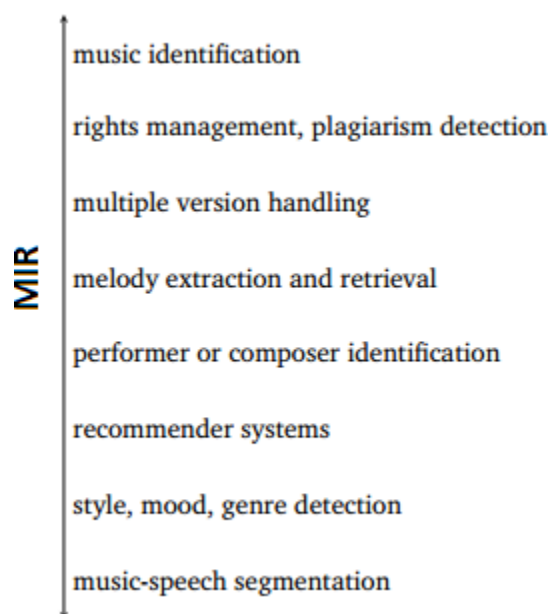 music identification
rights management, plagiarism detection
multiple version handling
MIR
melody extraction and retrieval
performer or composer identification
recommender systems
style, mood, genre detection
music-speech segmentation